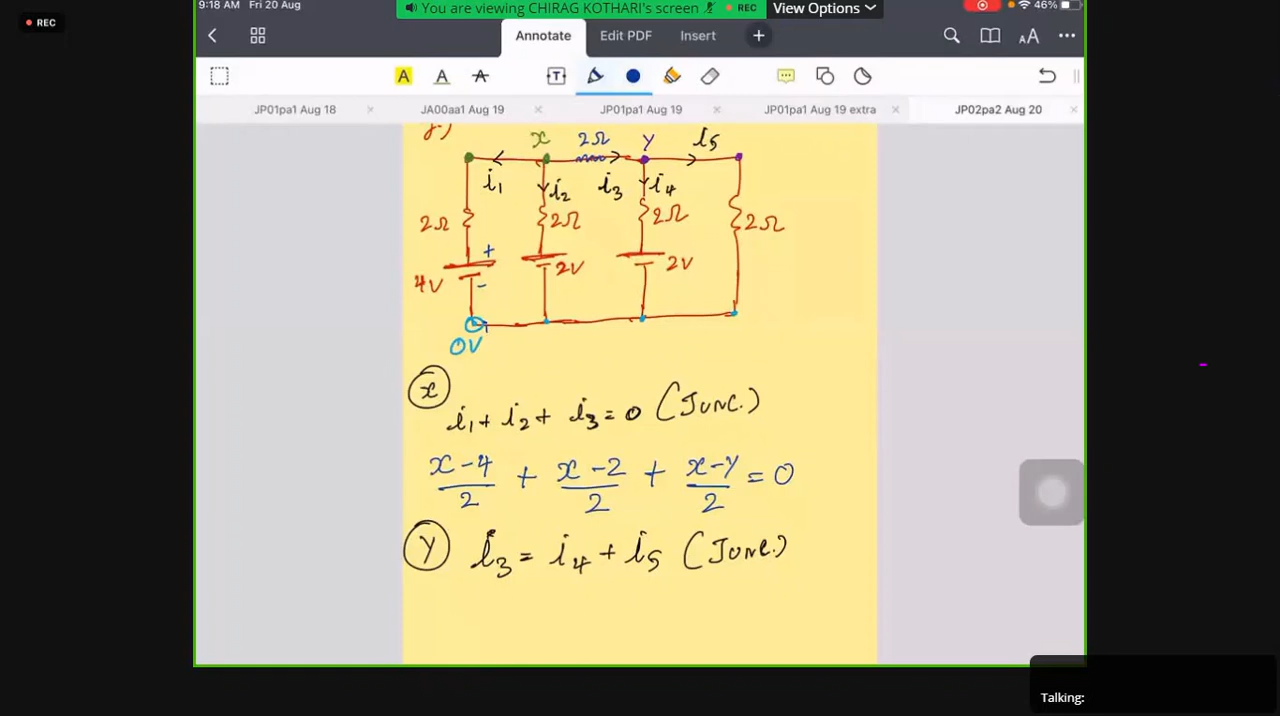 9:18 AM Fri 20 Aug
You are viewing CHIRAG KOTHARI's screen REC
View Options
46%
REC
Annotate Edit PDF Insert +
AA
A A A T
JP01pa1 Aug 18 × JA00aa1 Aug 19 × JP01pa1 Aug 19 × JP01pa1 Aug 19 extra × JP02pa2 Aug 20 ×
x 2Ω y i5
i1 i2 i3 i4
2Ω 2Ω 2Ω 2Ω
+
4V 2V 2V
-
0V
x
i1 + i2 + i3 = 0 (Junc.)
x-4/2 + x-2/2 + x-y/2 = 0
y i3 = i4 + i5 (Junc.)
Talking: